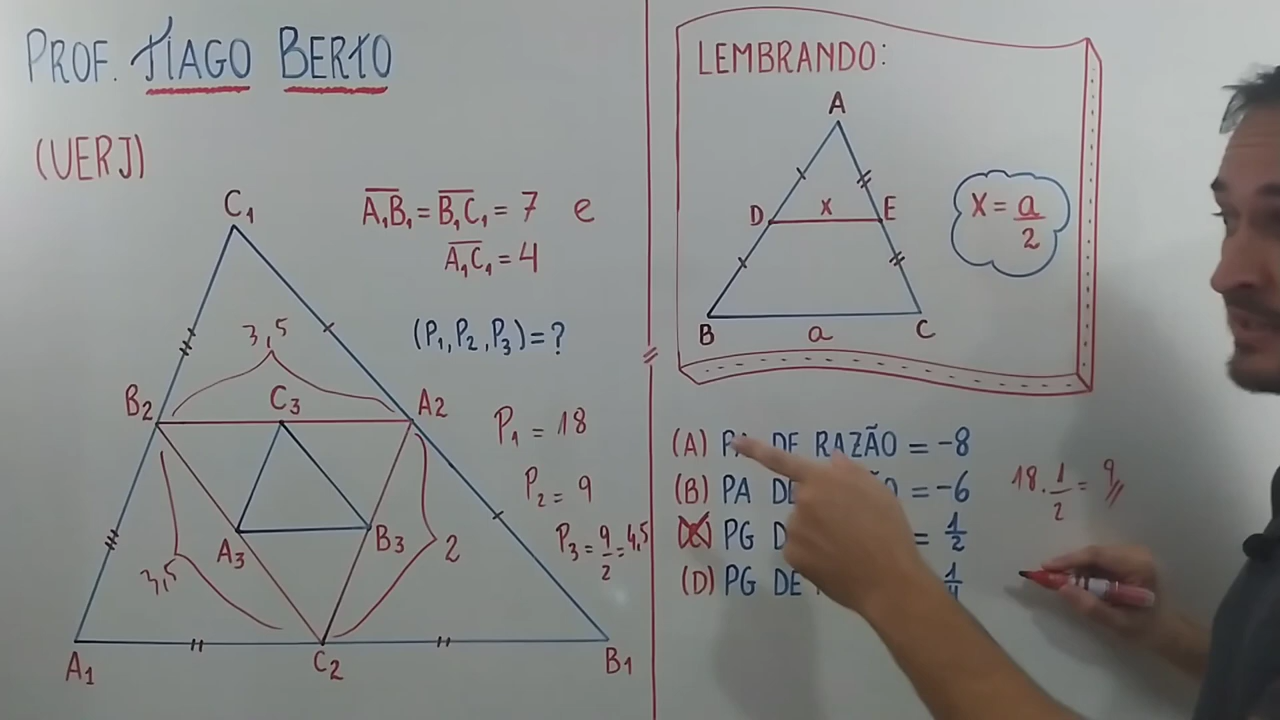 PROF. TIAGO BERTO
(UERJ)
A₁B₁ = B₁C₁ = 7 e
A₁C₁ = 4
(P₁, P₂, P₃) = ?
C₁
3,5
B₂
C₃
A₂
P₁ = 18
P₂ = 9
P₃ = 9/2 = 4,5
A₃
B₃
2
3,5
A₁
C₂
B₁
LEMBRANDO:
A
D
x
E
X = a/2
B
a
C
(A) PA DE RAZÃO = -8
(B) PA = -6
PG = 1/2
(D) PG DE
18 . 1/2 = 9